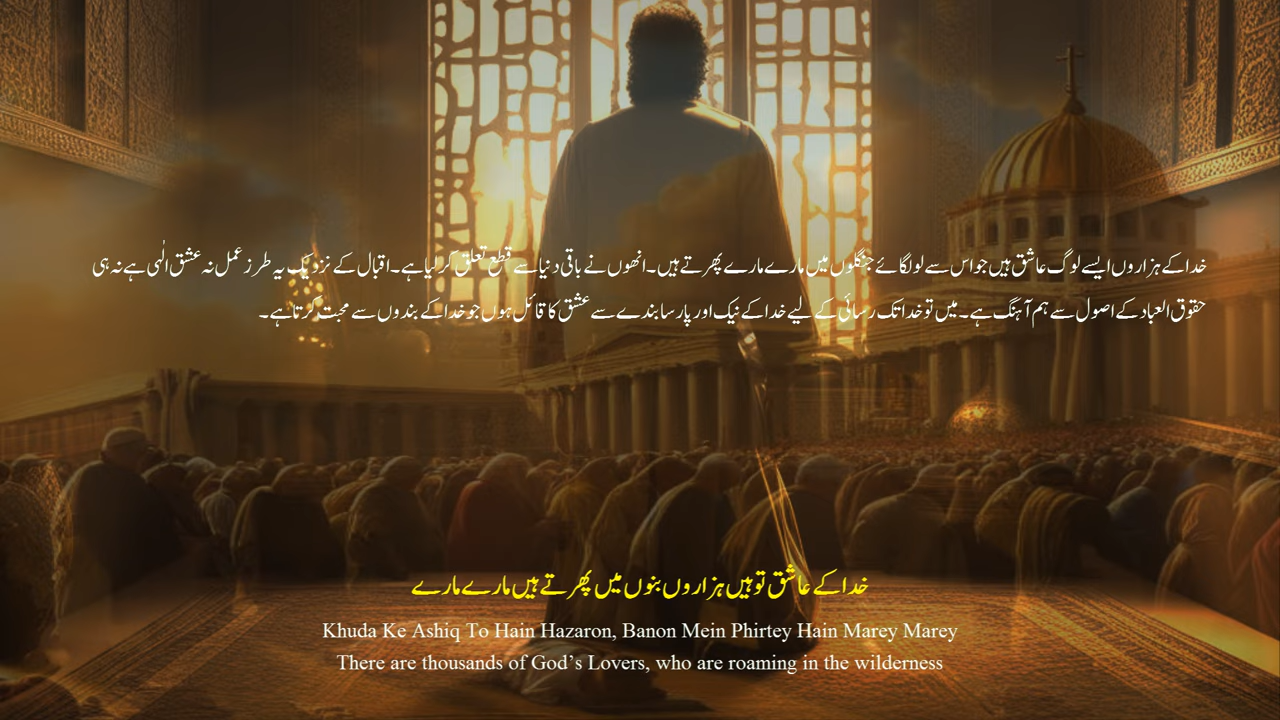 خدا کے ہزاروں ایسے لوگ عاشق ہیں جو اس سے لو لگائے جنگلوں میں مارے مارے پھرتے ہیں۔ انھوں نے باقی دنیا سے قطع تعلق کر لیا ہے۔ اقبال کے نزدیک یہ طرز عمل نہ عشق الٰہی ہے نہ ہی
حقوق العباد کے اصول سے ہم آہنگ ہے۔ میں تو خدا تک رسائی کے لیے خدا کے نیک اور پارسا بندے سے عشق کا قائل ہوں جو خدا کے بندوں سے محبت کرتا ہے۔
خدا کے عاشق تو ہیں ہزاروں بنوں میں پھرتے ہیں مارے مارے
Khuda Ke Ashiq To Hain Hazaron, Banon Mein Phirtey Hain Marey Marey
There are thousands of God’s Lovers, who are roaming in the wilderness